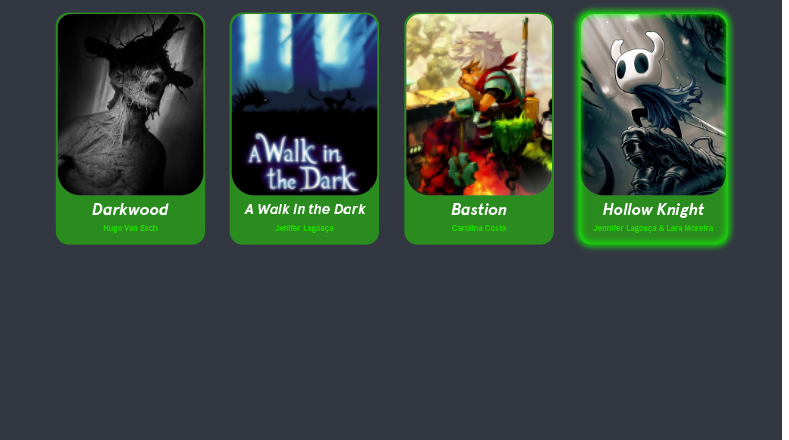 A Walk in
the Dark
Darkwood
Hugo Van Esch
A Walk in the Dark
Jenifer Lagoaça
Bastion
Carolina Costa
Hollow Knight
Jennifer Lagoaça & Lara Moreira